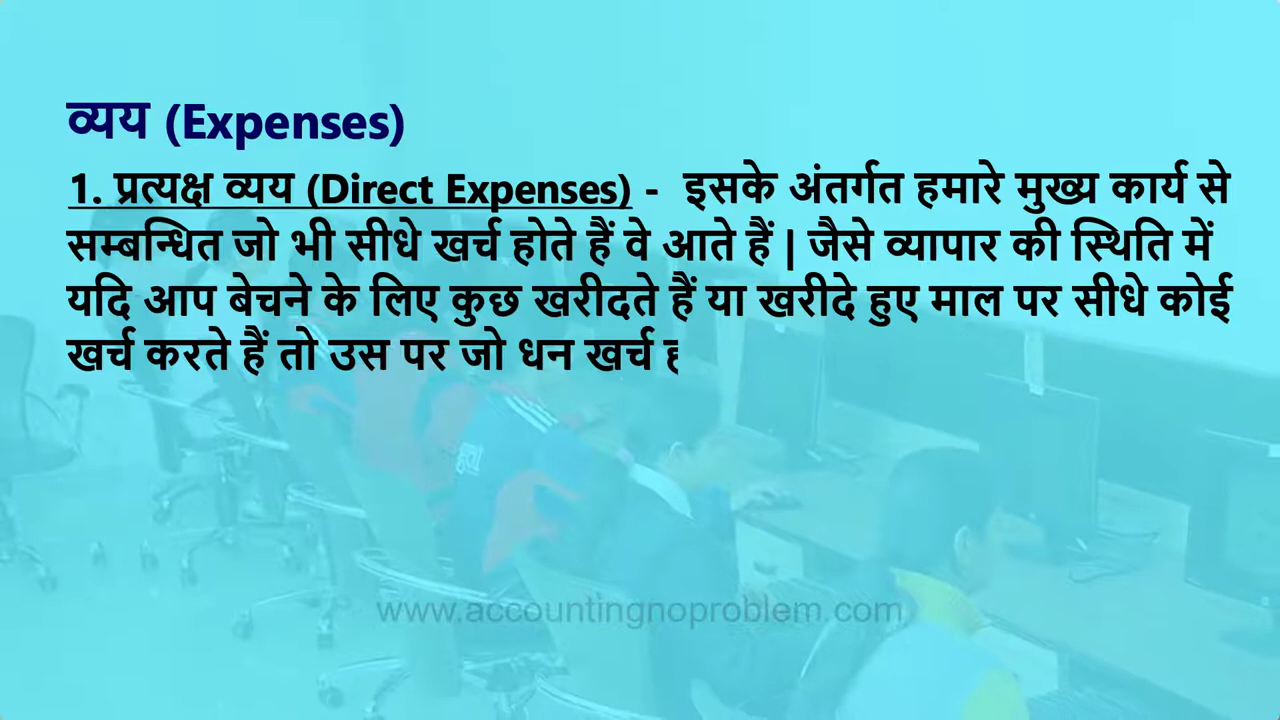 व्यय (Expenses)
1. प्रत्यक्ष व्यय (Direct Expenses) - इसके अंतर्गत हमारे मुख्य कार्य से
सम्बन्धित जो भी सीधे खर्च होते हैं वे आते हैं | जैसे व्यापार की स्थिति में
यदि आप बेचने के लिए कुछ खरीदते हैं या खरीदे हुए माल पर सीधे कोई
खर्च करते हैं तो उस पर जो धन खर्च
www.accountingnoproblem.com